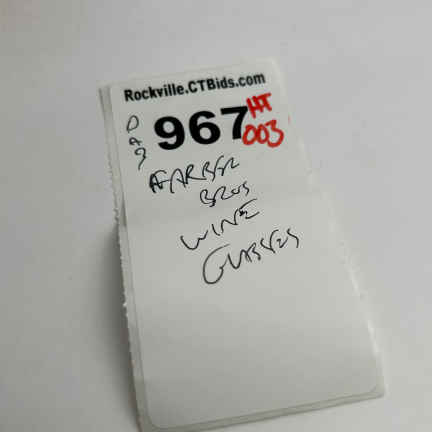 Rockville.CTBids.com
967 HT
003
FARBER
BROS
WINE
GLASSES